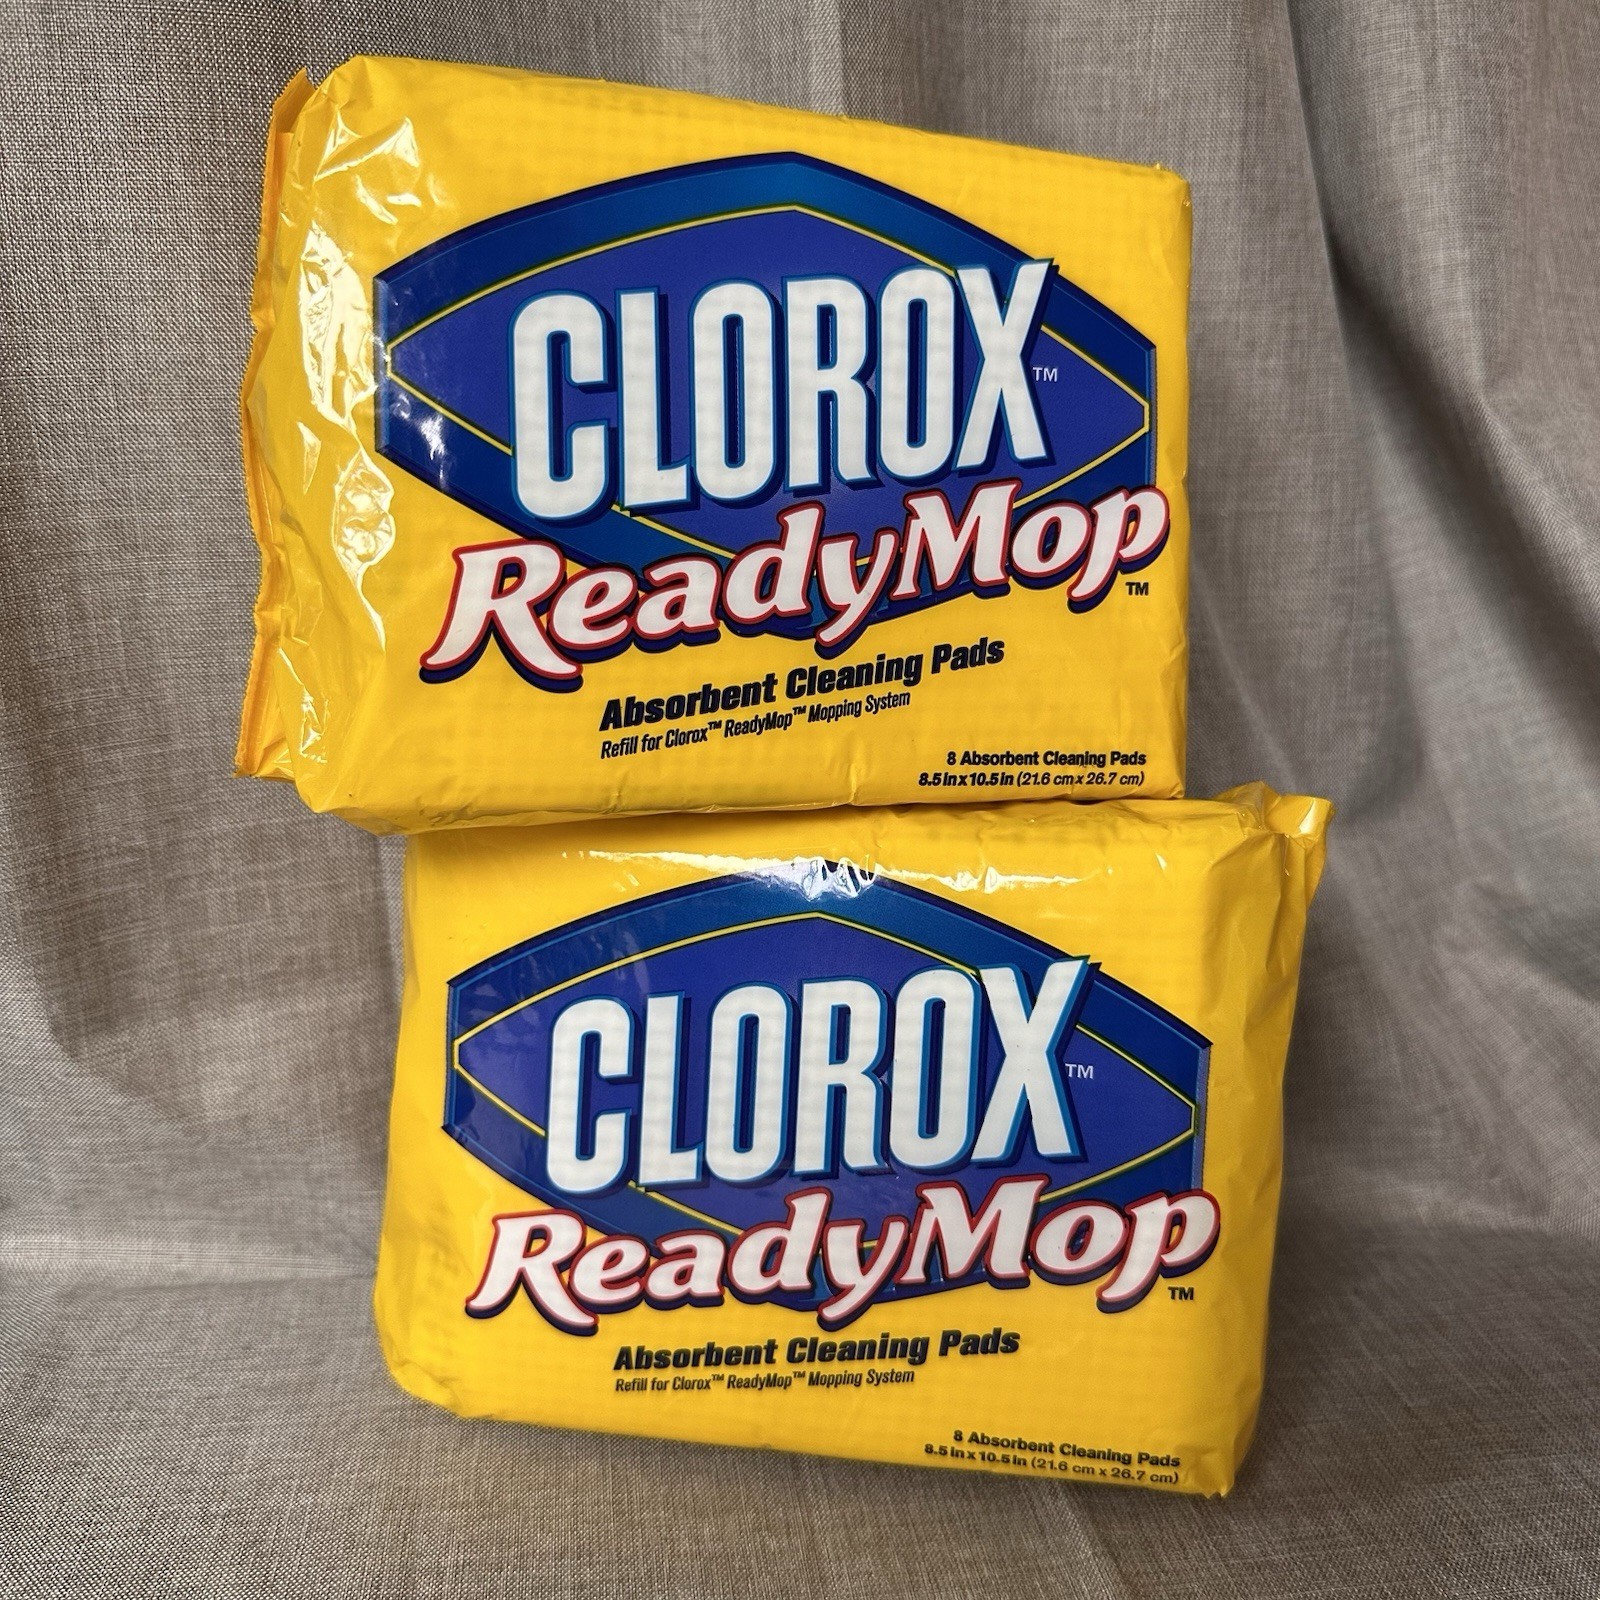 CLOROX™
ReadyMop™
Absorbent Cleaning Pads
Refill for Clorox™ ReadyMop™ Mopping System
8 Absorbent Cleaning Pads
8.5 in x 10.5 in (21.6 cm x 26.7 cm)
CLOROX™
ReadyMop™
Absorbent Cleaning Pads
Refill for Clorox™ ReadyMop™ Mopping System
8 Absorbent Cleaning Pads
8.5 in x 10.5 in (21.6 cm x 26.7 cm)